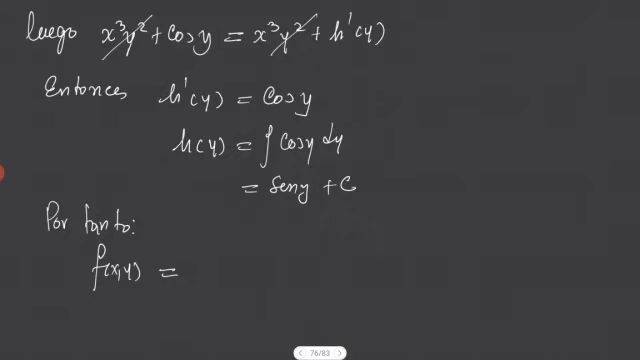 luego x³y² + cos y = x³y² + h'(y)
Entonces h'(y) = cos y
h(y) = ∫ cos y dy
= sen y + C
Por tanto:
f(x,y) =
76/83